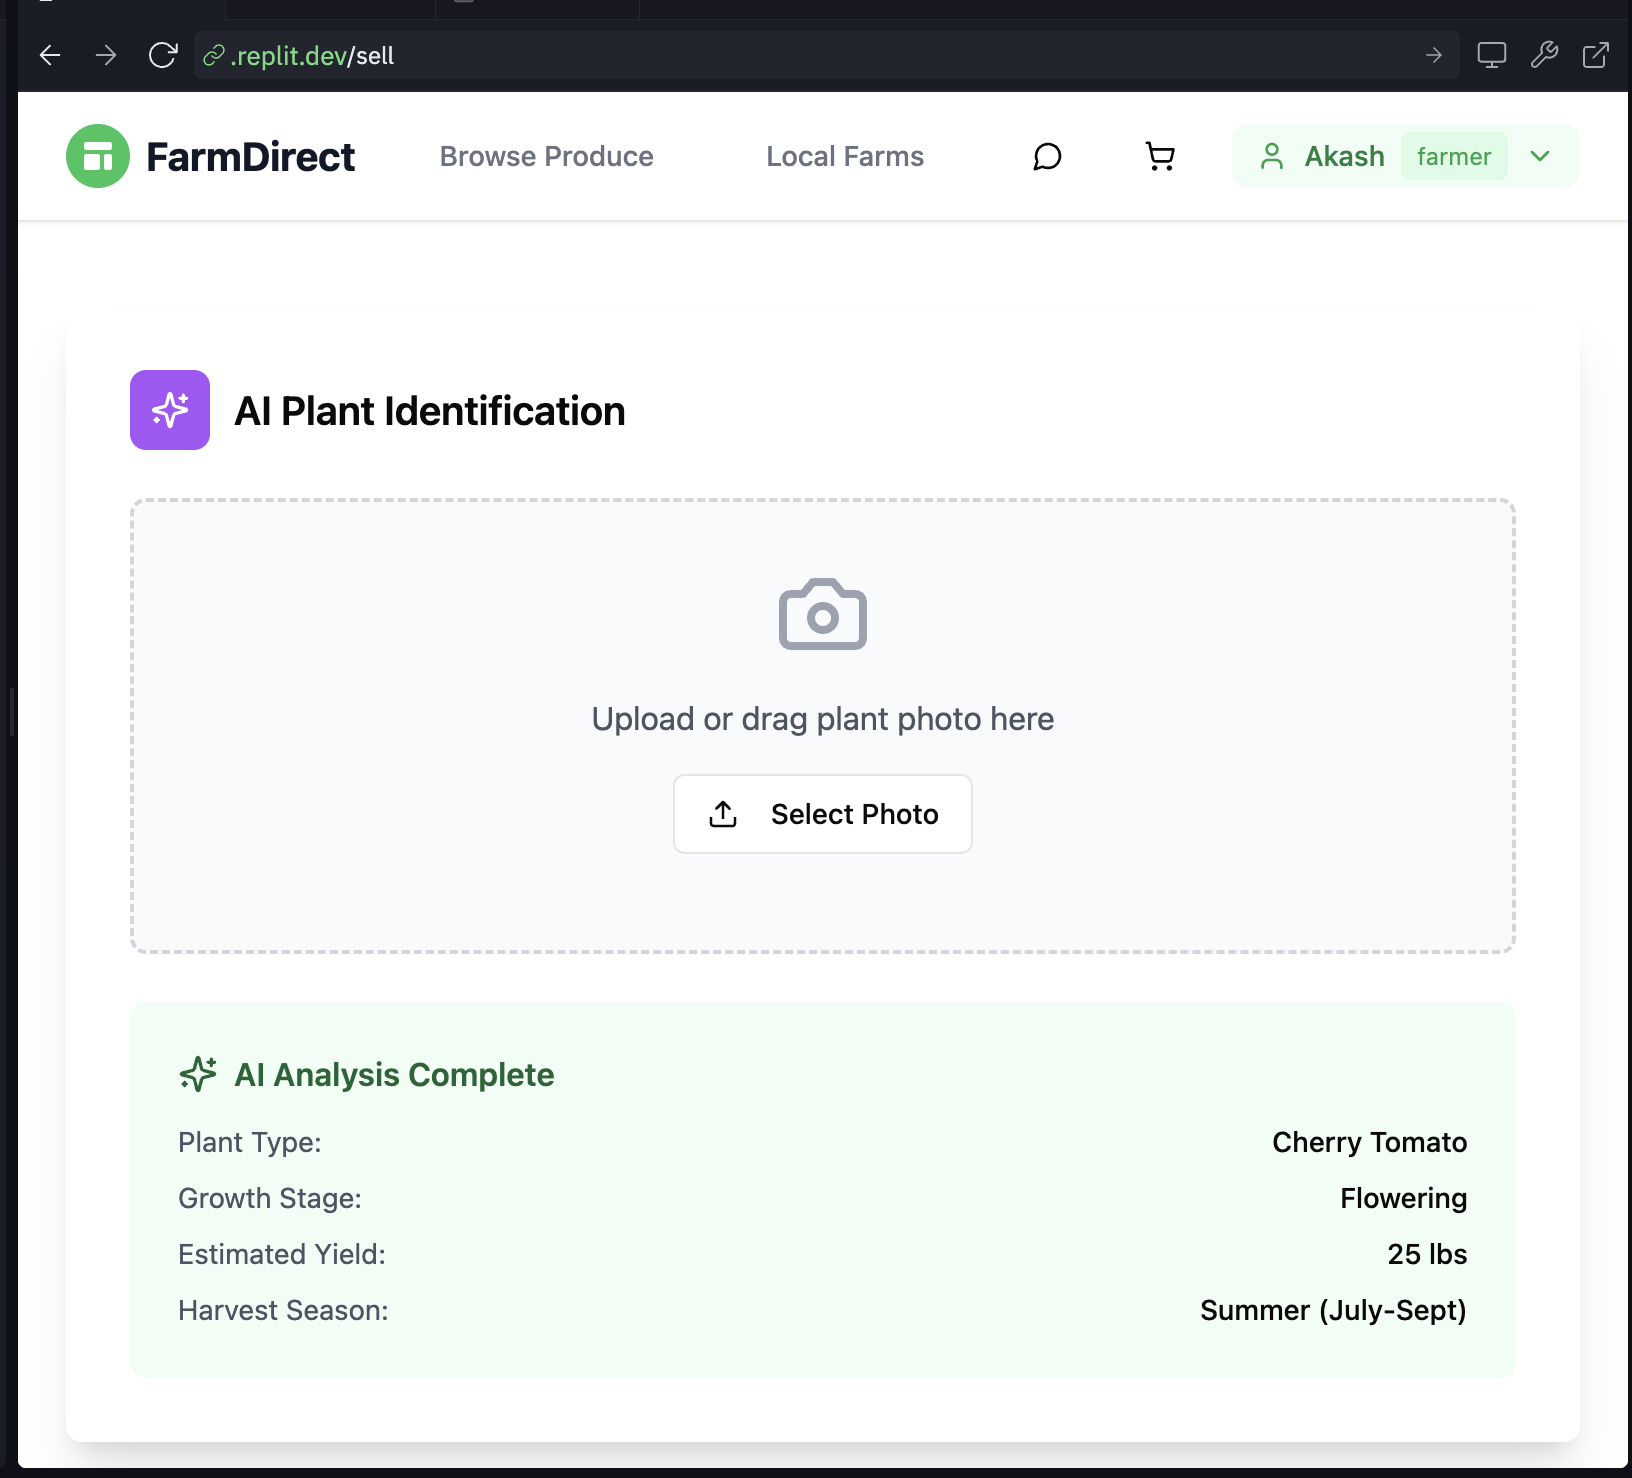 .replit.dev/sell
FarmDirect
Browse Produce
Local Farms
Akash
farmer
AI Plant Identification
Upload or drag plant photo here
Select Photo
AI Analysis Complete
Plant Type: Cherry Tomato
Growth Stage: Flowering
Estimated Yield: 25 lbs
Harvest Season: Summer (July-Sept)